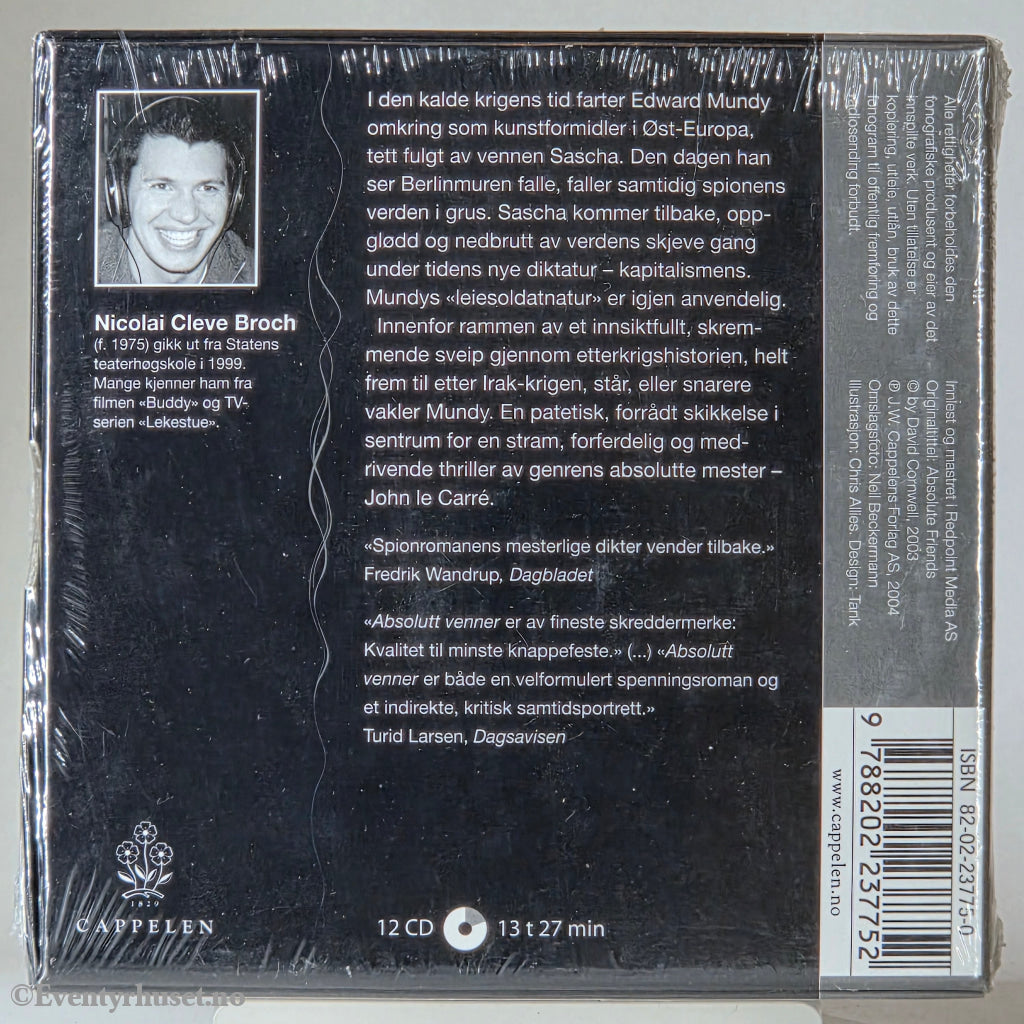 Nicolai Cleve Broch
(f. 1975) gikk ut fra Statens
teaterhøgskole i 1999.
Mange kjenner ham fra
filmen «Buddy» og TV-
serien «Lekestue».
I den kalde krigens tid farter Edward Mundy
omkring som kunstformidler i Øst-Europa,
tett fulgt av vennen Sascha. Den dagen han
ser Berlinmuren falle, faller samtidig spionens
verden i grus. Sascha kommer tilbake, opp-
glødd og nedbrutt av verdens skjeve gang
under tidens nye diktatur – kapitalismens.
Mundys «leiesoldatnatur» er igjen anvendelig.
Innenfor rammen av et innsiktfullt, skrem-
mende sveip gjennom etterkrigshistorien, helt
frem til etter Irak-krigen, står, eller snarere
vakler Mundy. En patetisk, forrådt skikkelse i
sentrum for en stram, forferdelig og med-
rivende thriller av genrens absolutte mester –
John le Carré.
«Spionromanens mesterlige dikter vender tilbake.»
Fredrik Wandrup, Dagbladet
«Absolutt venner er av fineste skreddermerke:
Kvalitet til minste knappefeste.» (...) «Absolutt
venner er både en velformulert spenningsroman og
et indirekte, kritisk samtidsportrett.»
Turid Larsen, Dagsavisen
1829
CAPPELEN
12 CD 13 t 27 min
Alle rettigheter forbeholdes den
fonografiske produsent og eier av det
innspilte verk. Uten tillatelse er
kopiering, utleie, utlån, bruk av dette
fonogram til offentlig fremføring og
radiosending forbudt.
Innlest og mastret i Redpoint Media AS
Originaltittel: Absolute Friends
© by David Cornwell, 2003
℗ J.W. Cappelens Forlag AS, 2004
Omslagsfoto: Neil Beckermann
Illustrasjon: Chris Allies. Design: Tank
ISBN 82-02-23775-0
9 788202 237752
www.cappelen.no
©Eventyrhuset.no